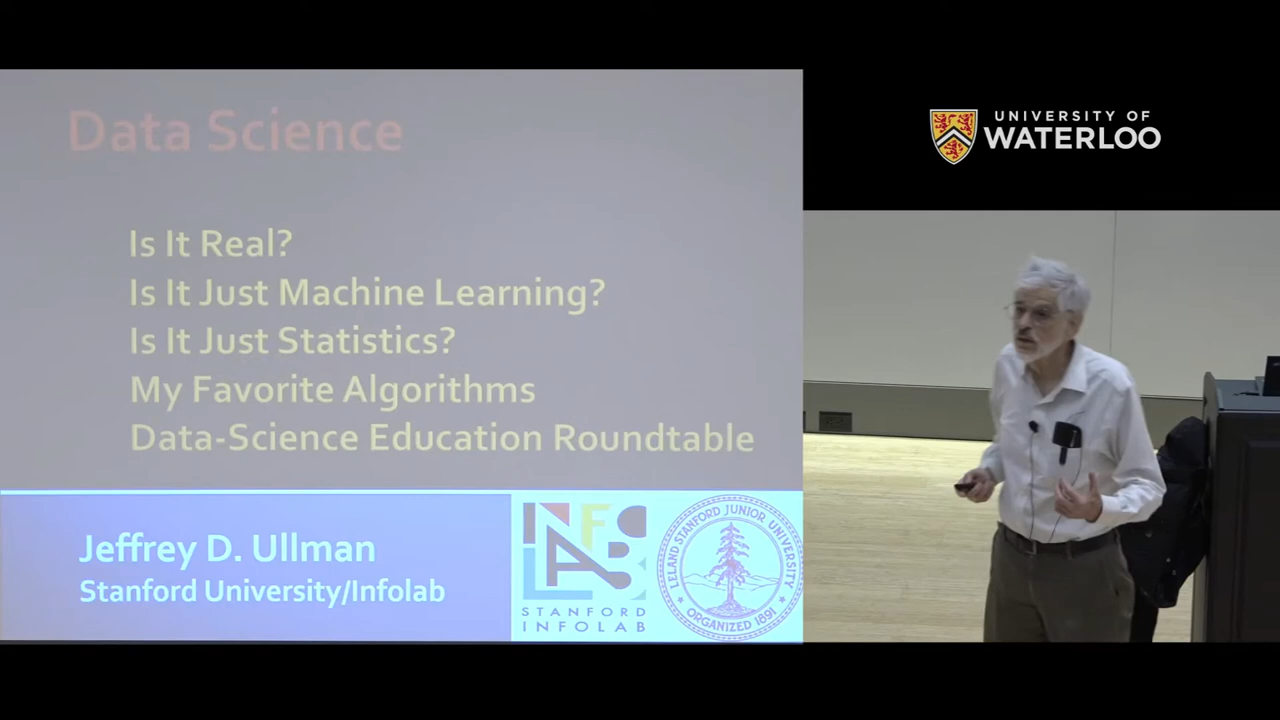 Data Science
Is It Real?
Is It Just Machine Learning?
Is It Just Statistics?
My Favorite Algorithms
Data-Science Education Roundtable
Jeffrey D. Ullman
Stanford University/Infolab
INFOLAB
STANFORD
INFOLAB
LELAND STANFORD JUNIOR UNIVERSITY
ORGANIZED 1891
UNIVERSITY OF
WATERLOO